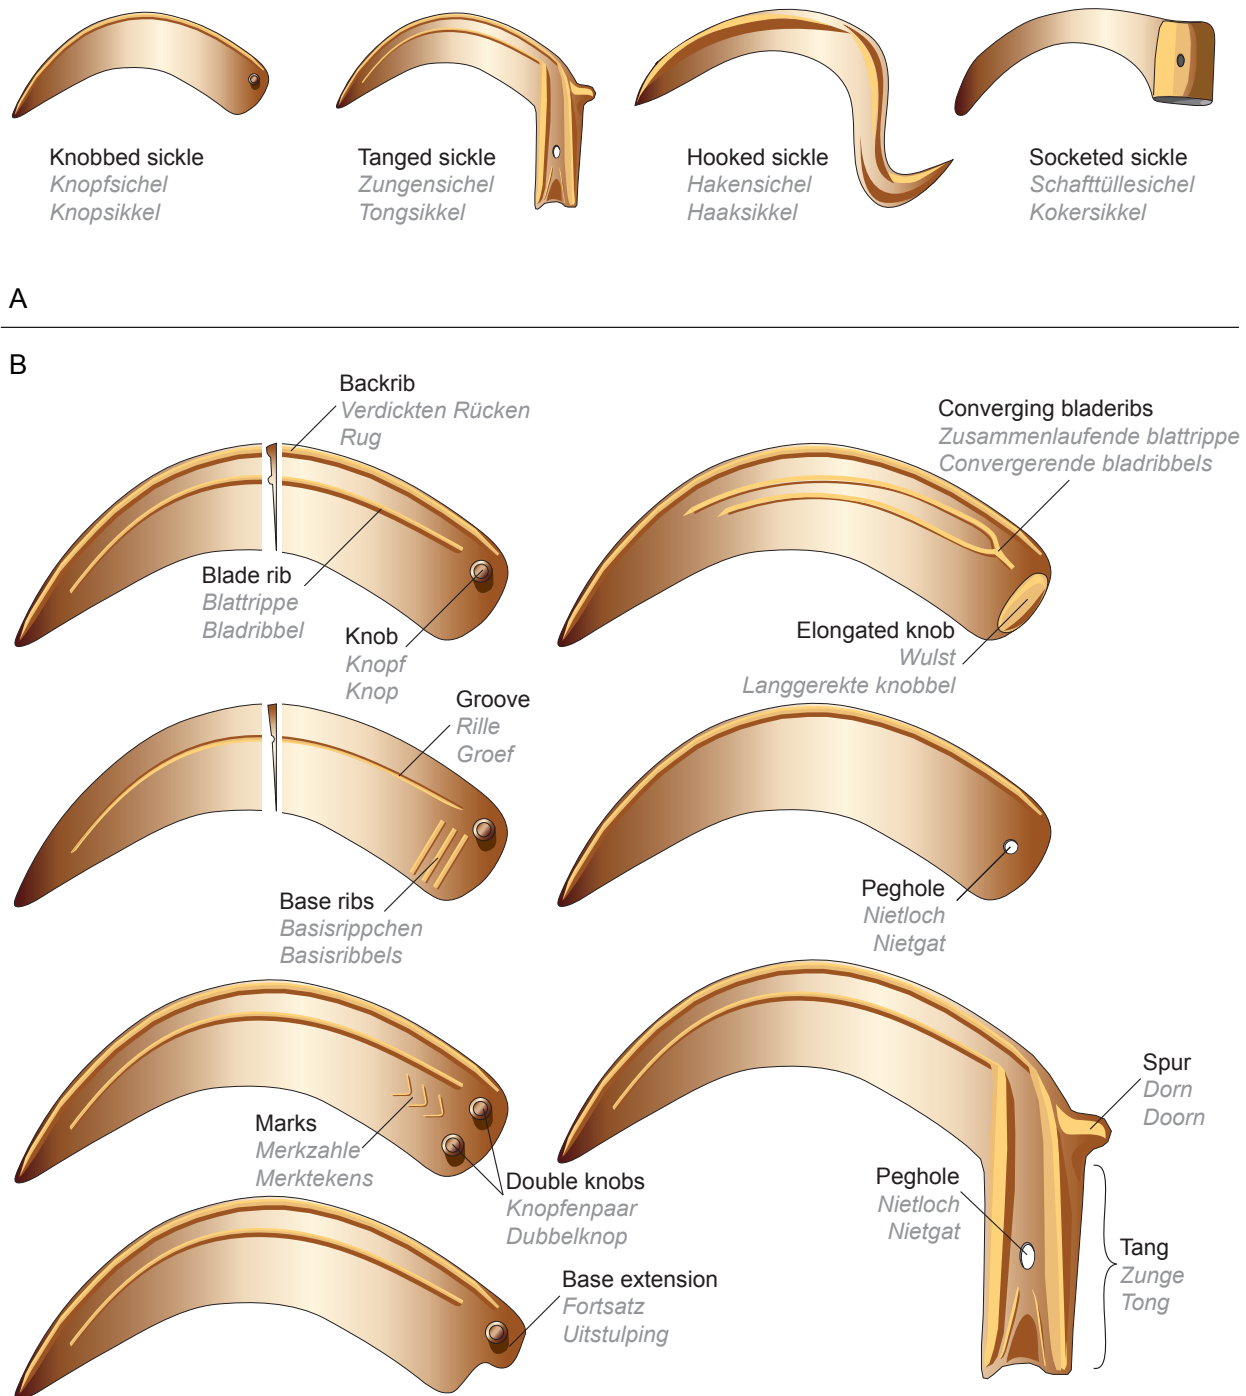 Knobbed sickle
Knopfsichel
Knopsikkel
Tanged sickle
Zungensichel
Tongsikkel
Hooked sickle
Hakensichel
Haaksikkel
Socketed sickle
Schafttüllesichel
Kokersikkel
A
B
Backrib
Verdickten Rücken
Rug
Converging bladeribs
Zusammenlaufende blattrippe
Convergerende bladribbels
Blade rib
Blattrippe
Bladribbel
Knob
Knopf
Knop
Elongated knob
Wulst
Langgerekte knobbel
Groove
Rille
Groef
Base ribs
Basisrippchen
Basisribbels
Peghole
Nietloch
Nietgat
Marks
Merkzahle
Merktekens
Double knobs
Knopfenpaar
Dubbelknop
Spur
Dorn
Doorn
Peghole
Nietloch
Nietgat
Tang
Zunge
Tong
Base extension
Fortsatz
Uitstulping